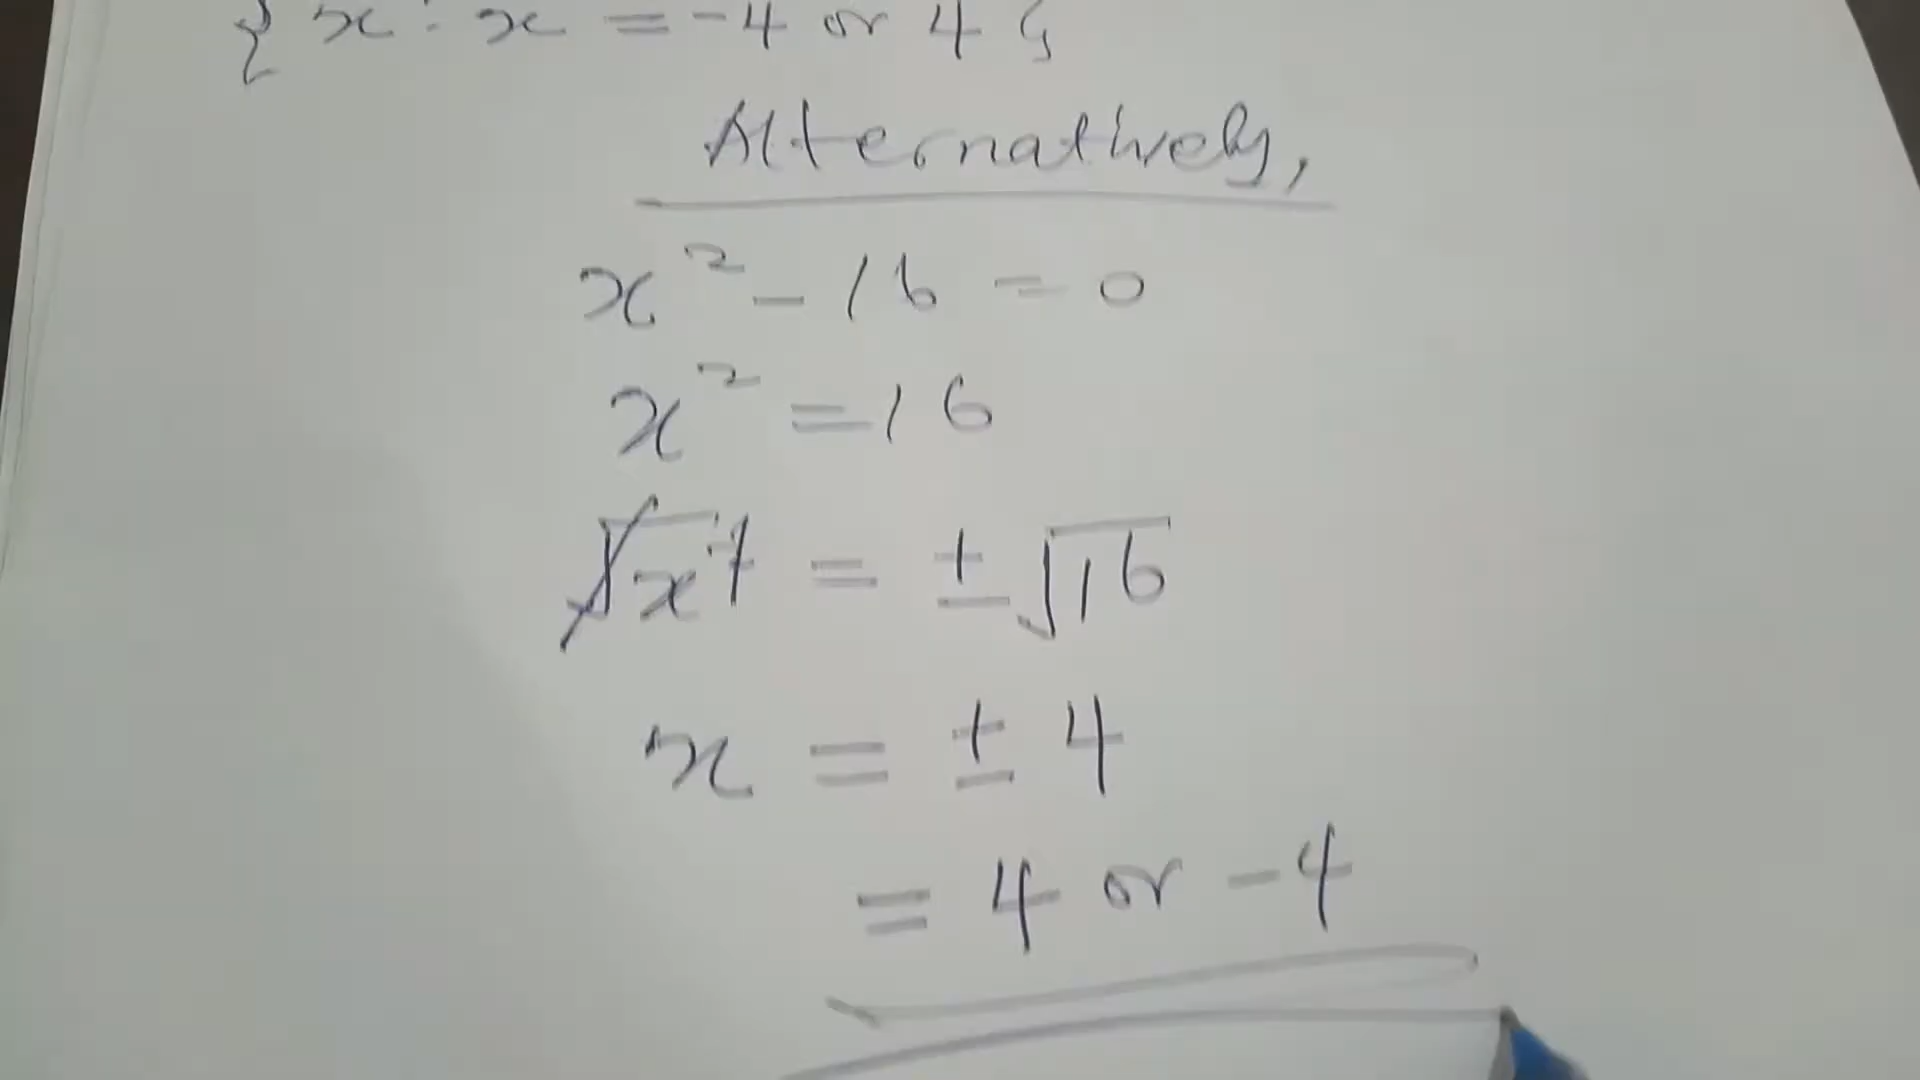 {x : x = -4 or 4}
Alternatively,
x² - 16 = 0
x² = 16
√x² = ±√16
x = ± 4
= 4 or -4